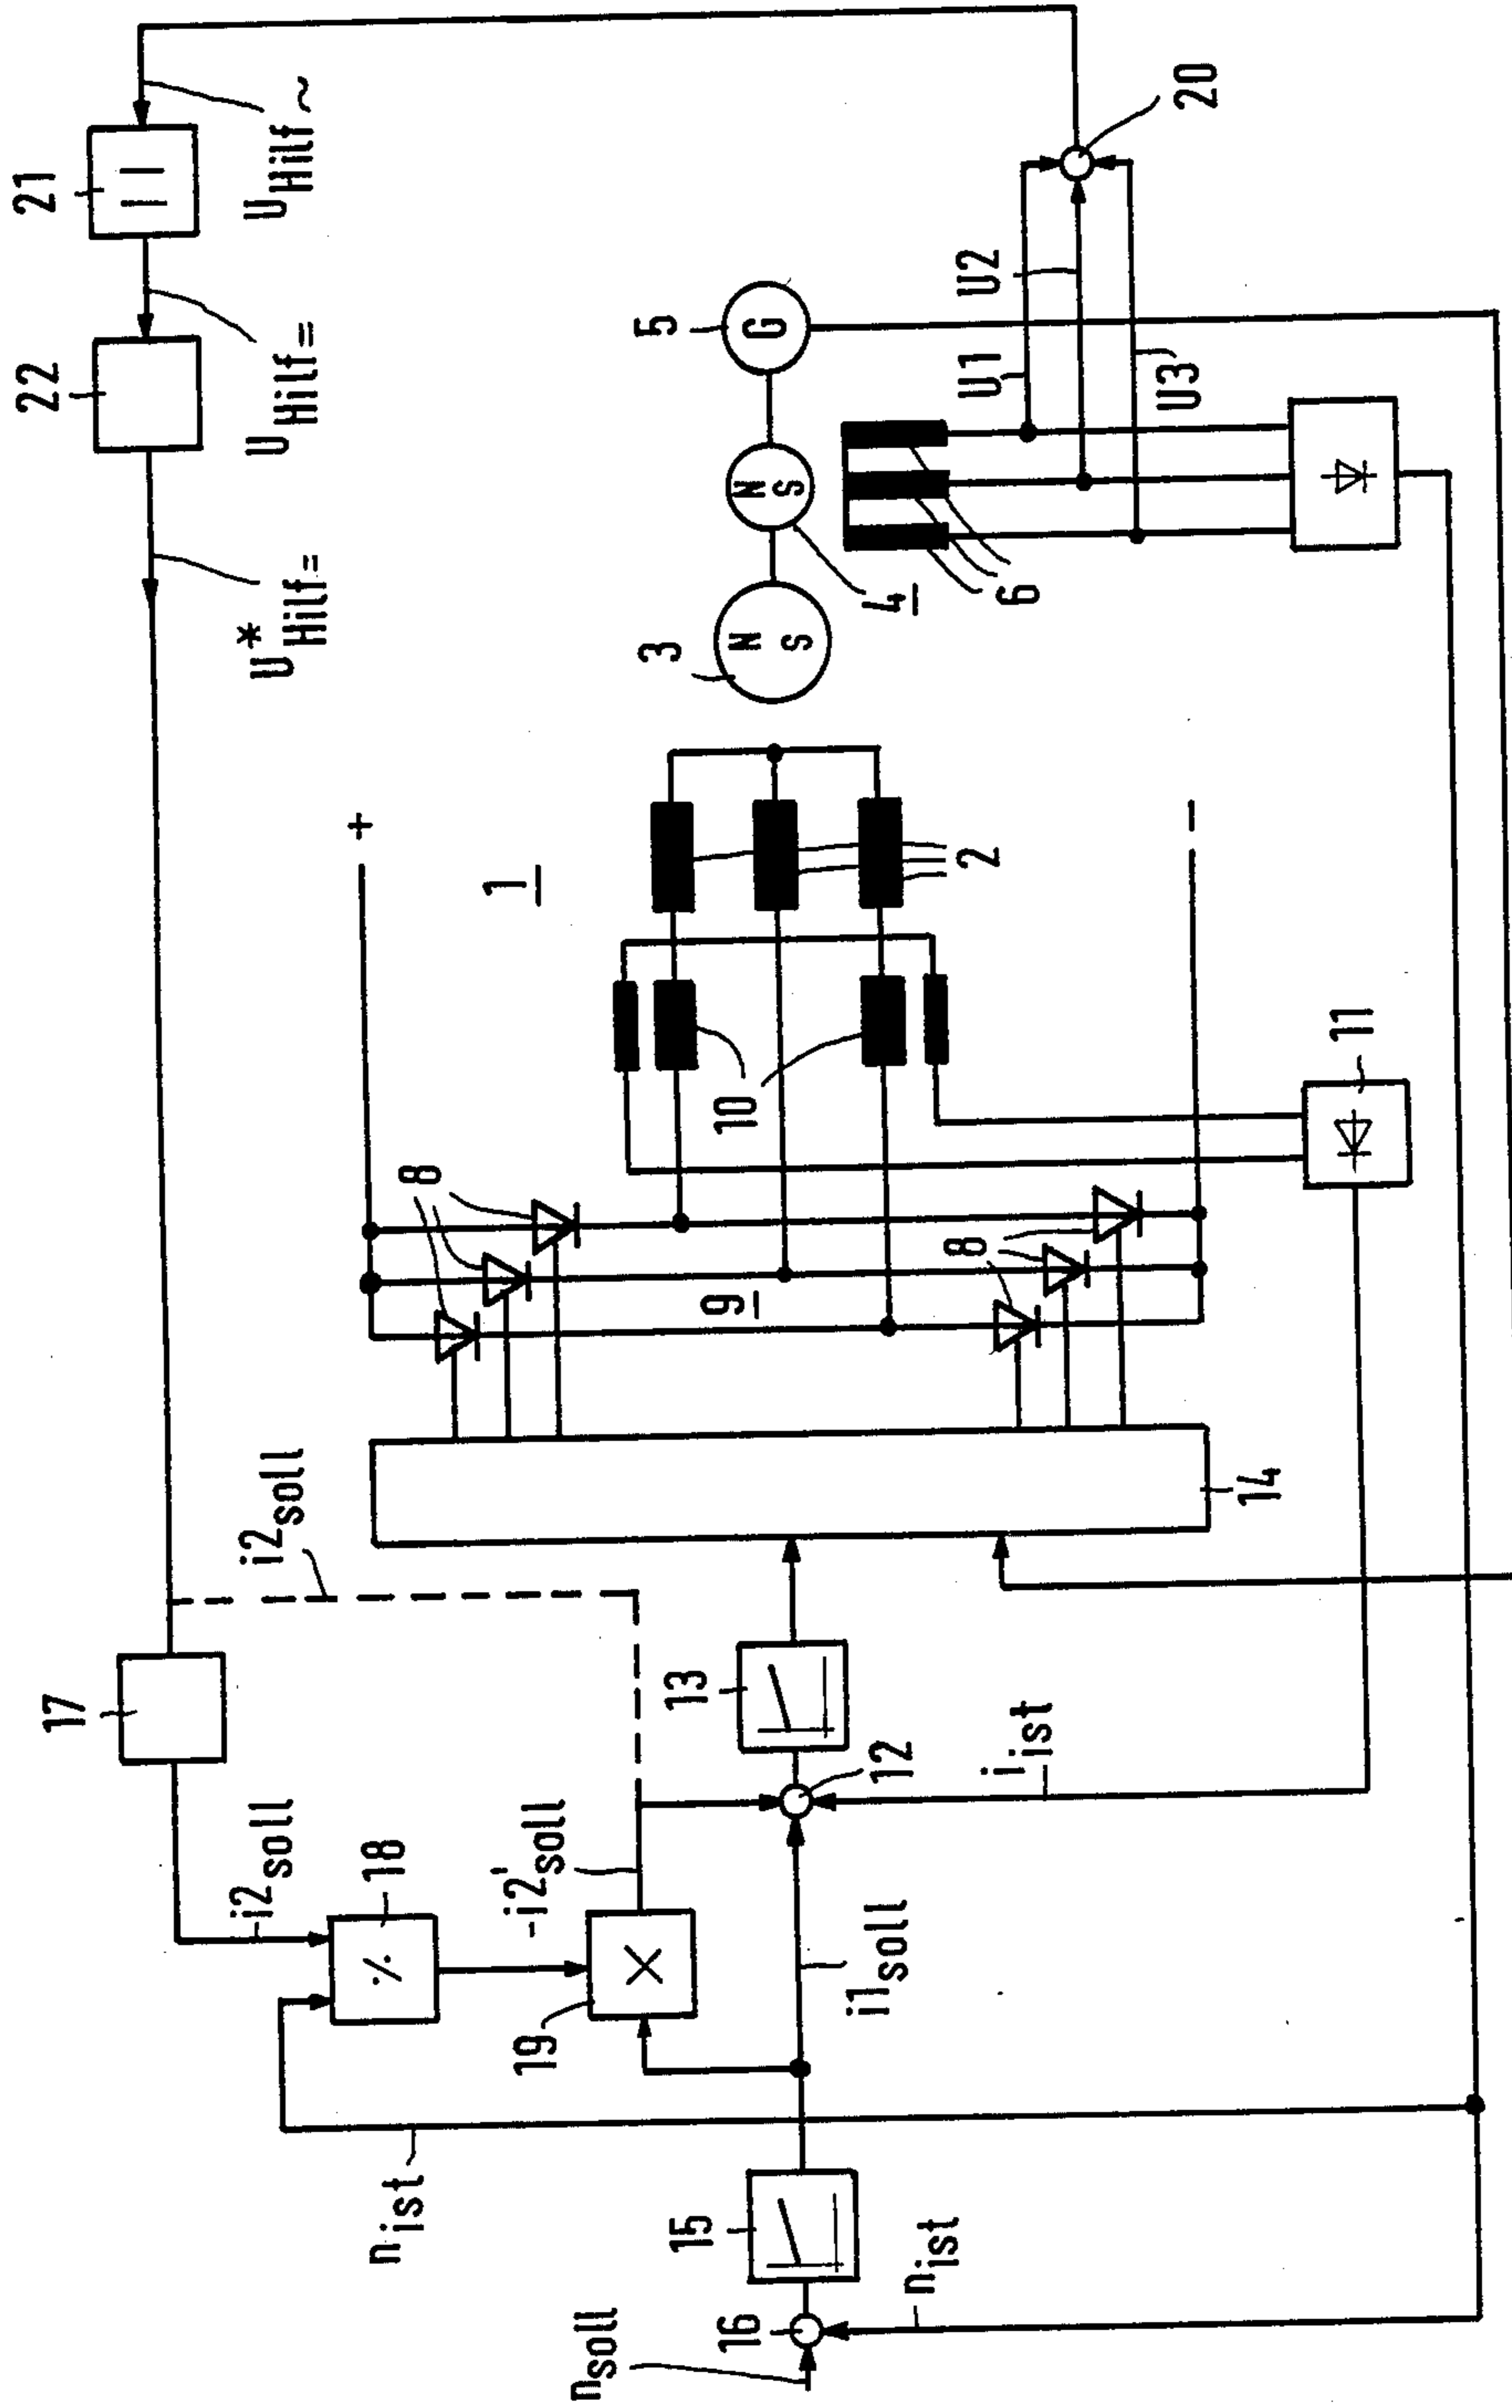 21
U Hilf ~
22
U Hilf =
U* Hilf =
17
i2 soll
i2 soll
18
%
n ist
-i2' soll
19
×
15
16
n soll
n ist
i1 soll
12
13
i ist
14
8
8
9
10
11
+
-
1
2
3
N
S
4
N
S
5
G
6
U1
U2
U3
20